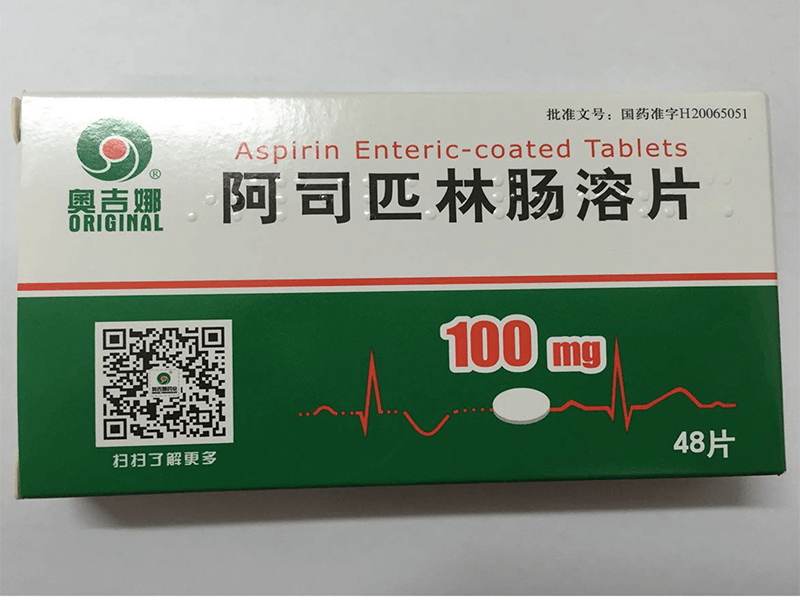 批准文号：国药准字H20065051
Aspirin Enteric-coated Tablets
阿司匹林肠溶片
奥吉娜®
ORIGINAL
100 mg
48片
扫扫了解更多